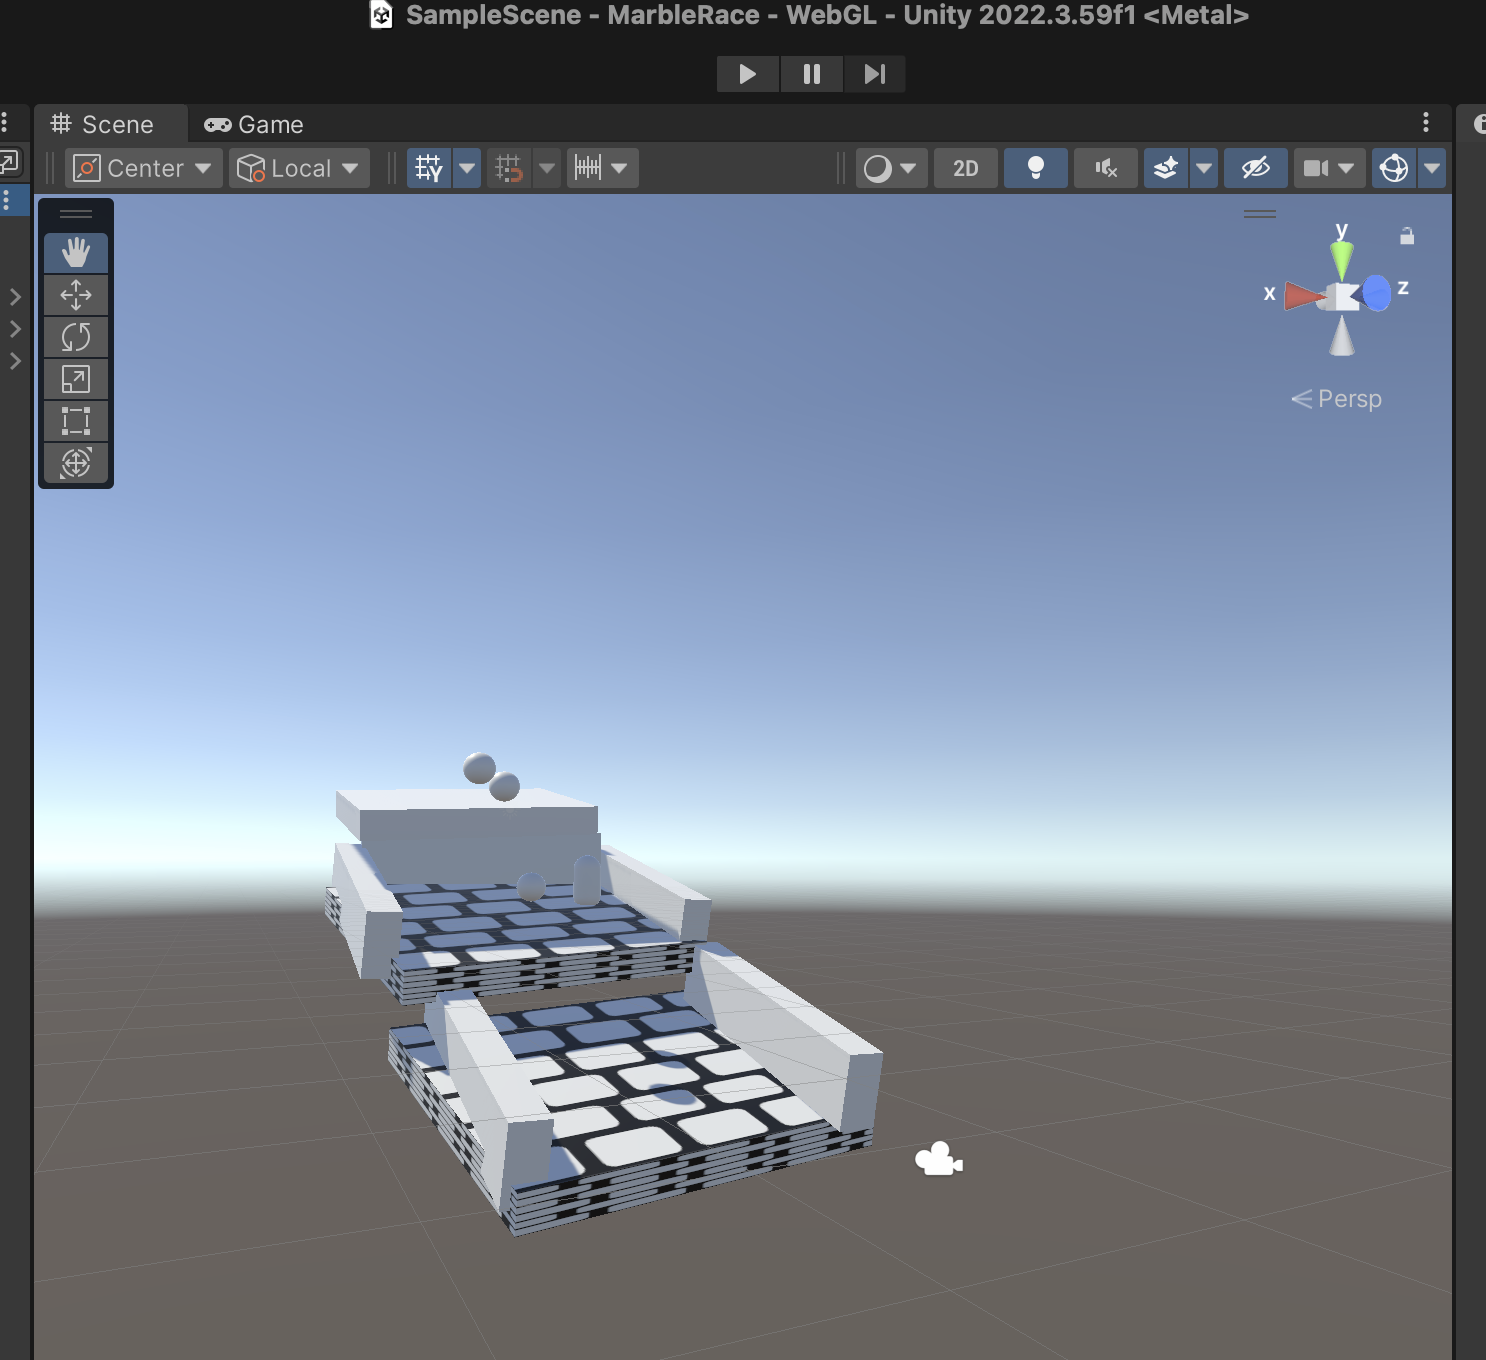 SampleScene - MarbleRace - WebGL - Unity 2022.3.59f1 <Metal>
Scene
Game
Center
Local
2D
y
x
z
Persp